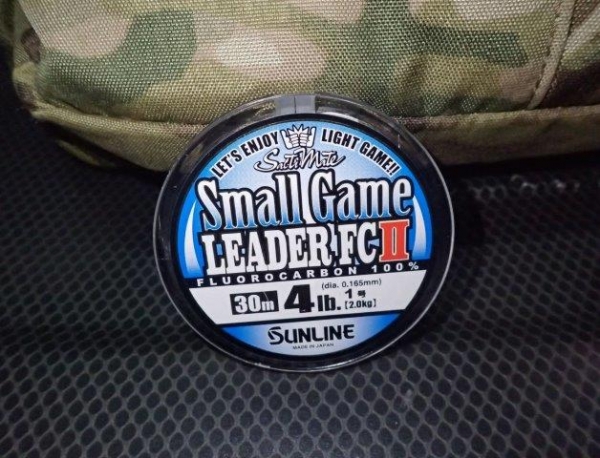 LET'S ENJOY LIGHT GAME!!
SaltiMate
Small Game
LEADER FC II
FLUOROCARBON 100%
(dia. 0.165mm)
30m 4lb. 1号 [2.0kg]
SUNLINE
MADE IN JAPAN